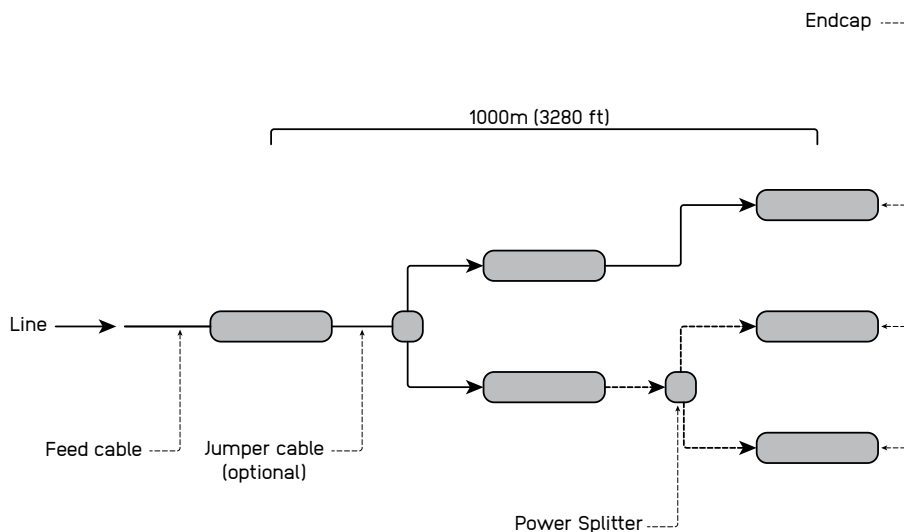 Endcap
1000m (3280 ft)
Line
Feed cable
Jumper cable
(optional)
Power Splitter